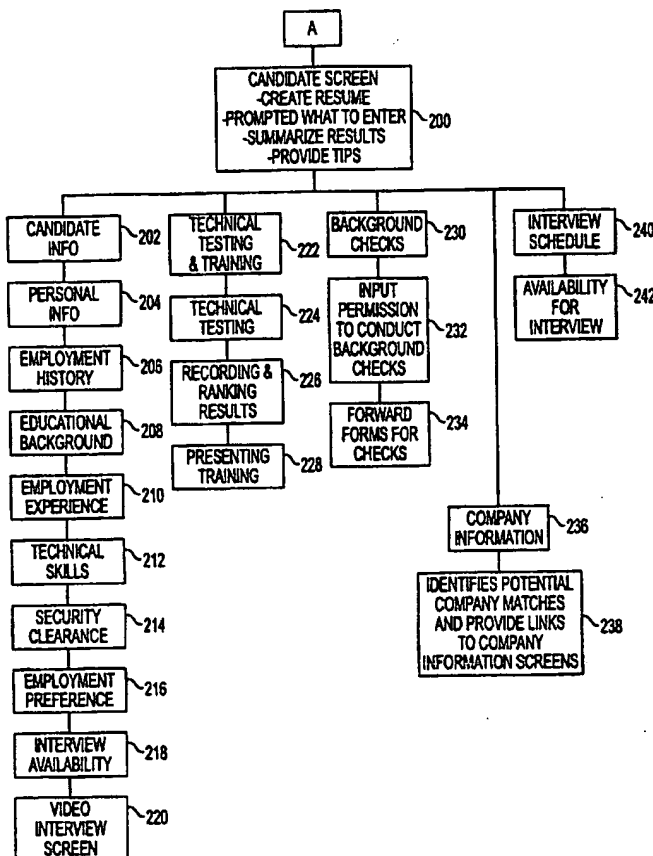 A
CANDIDATE SCREEN
-CREATE RESUME
-PROMPTED WHAT TO ENTER
-SUMMARIZE RESULTS
-PROVIDE TIPS
200
CANDIDATE
INFO
202
PERSONAL
INFO
204
EMPLOYMENT
HISTORY
206
EDUCATIONAL
BACKGROUND
208
EMPLOYMENT
EXPERIENCE
210
TECHNICAL
SKILLS
212
SECURITY
CLEARANCE
214
EMPLOYMENT
PREFERENCE
216
INTERVIEW
AVAILABILITY
218
VIDEO
INTERVIEW
SCREEN
220
TECHNICAL
TESTING
& TRAINING
222
TECHNICAL
TESTING
224
RECORDING &
RANKING
RESULTS
226
PRESENTING
TRAINING
228
BACKGROUND
CHECKS
230
INPUT
PERMISSION
TO CONDUCT
BACKGROUND
CHECKS
232
FORWARD
FORMS FOR
CHECKS
234
COMPANY
INFORMATION
236
IDENTIFIES POTENTIAL
COMPANY MATCHES
AND PROVIDE LINKS
TO COMPANY
INFORMATION SCREENS
238
INTERVIEW
SCHEDULE
240
AVAILABILITY
FOR
INTERVIEW
242